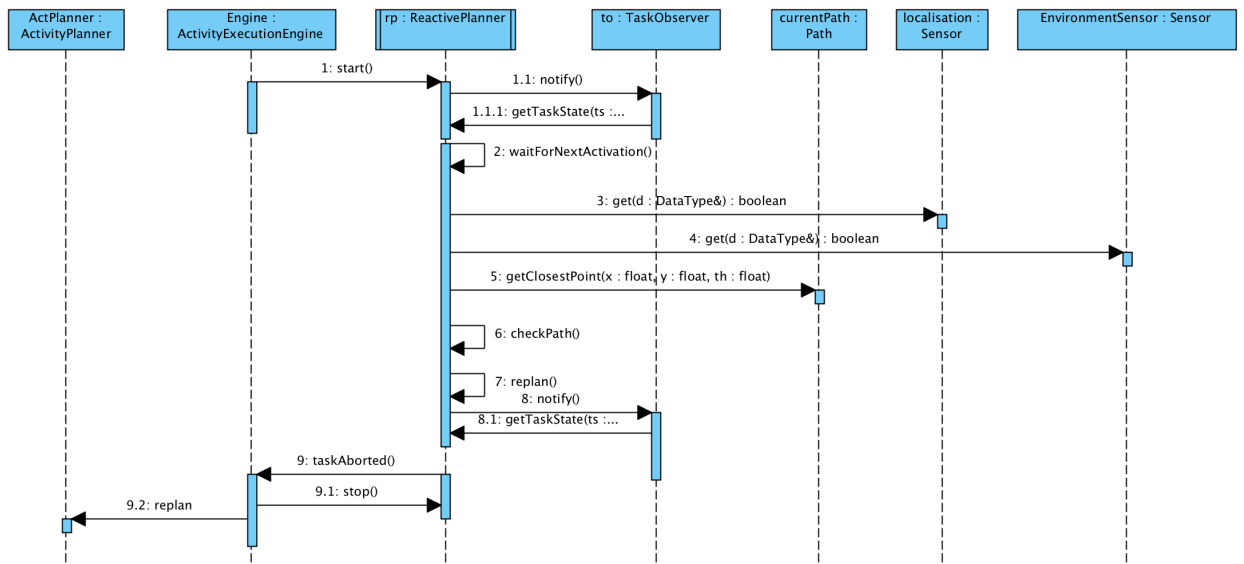 ActPlanner :
ActivityPlanner
Engine :
ActivityExecutionEngine
rp : ReactivePlanner
to : TaskObserver
currentPath :
Path
localisation :
Sensor
EnvironmentSensor : Sensor
1: start()
1.1: notify()
1.1.1: getTaskState(ts :...
2: waitForNextActivation()
3: get(d : DataType&) : boolean
4: get(d : DataType&) : boolean
5: getClosestPoint(x : float, y : float, th : float)
6: checkPath()
7: replan()
8: notify()
8.1: getTaskState(ts :...
9: taskAborted()
9.1: stop()
9.2: replan